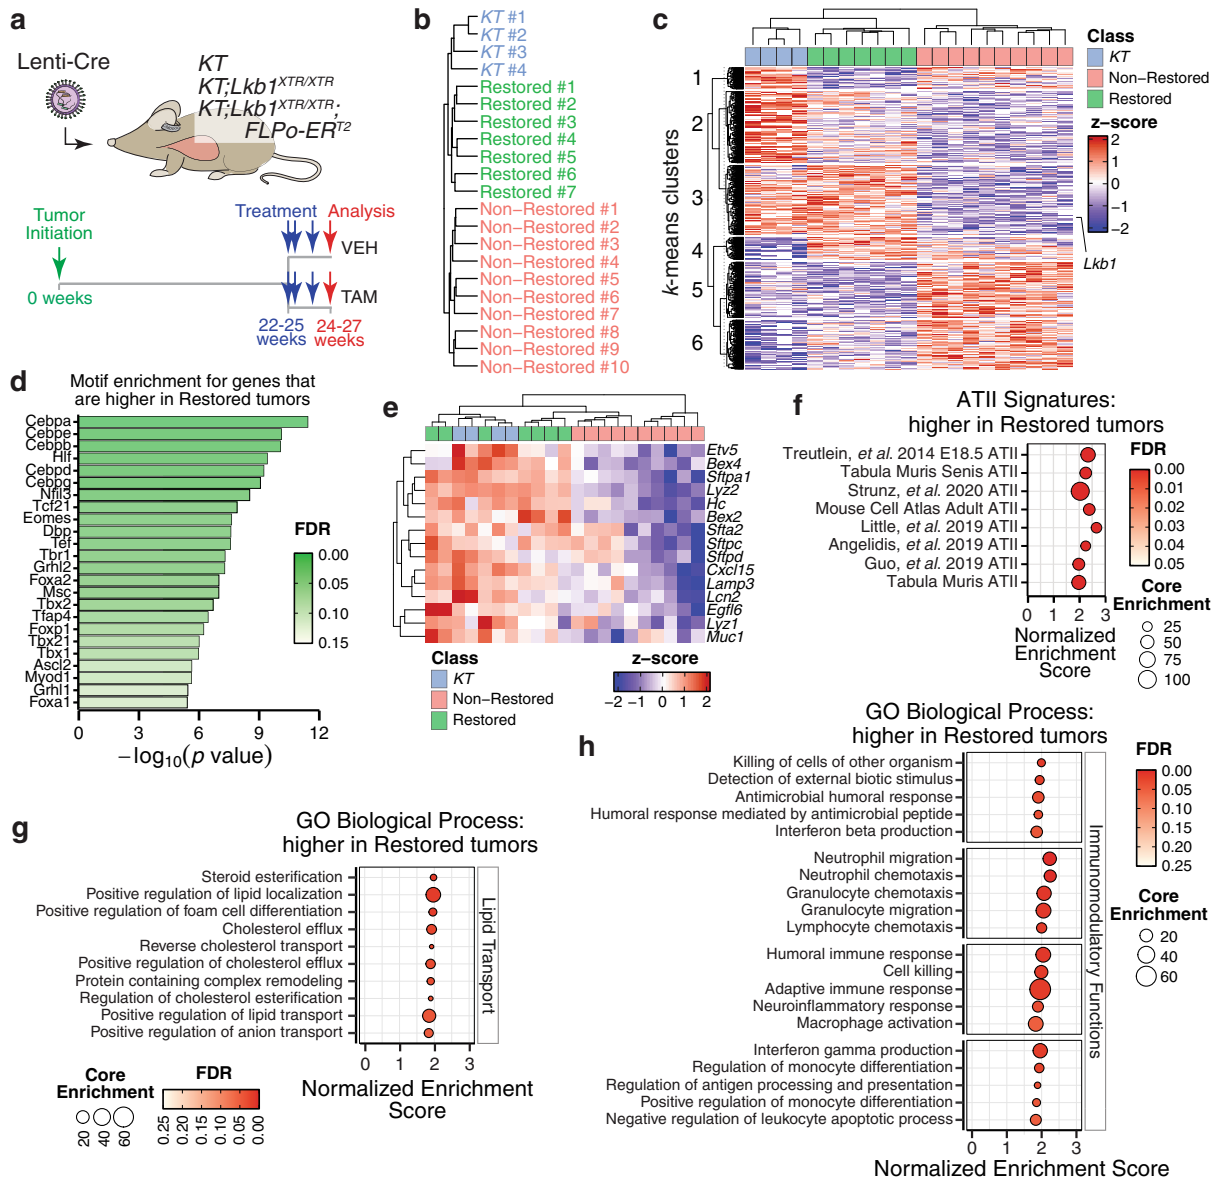 a
Lenti-Cre
KT
KT;Lkb1XTR/XTR
KT;Lkb1XTR/XTR;
FLPo-ERT2
Tumor
Initiation
0 weeks
Treatment
Analysis
VEH
TAM
22-25
weeks
24-27
weeks
b
KT #1
KT #2
KT #3
KT #4
Restored #1
Restored #2
Restored #3
Restored #4
Restored #5
Restored #6
Restored #7
Non−Restored #1
Non−Restored #2
Non−Restored #3
Non−Restored #4
Non−Restored #5
Non−Restored #6
Non−Restored #7
Non−Restored #8
Non−Restored #9
Non−Restored #10
c
k-means clusters
1
2
3
4
5
6
Lkb1
Class
KT
Non−Restored
Restored
z−score
2
1
0
−1
−2
d
Motif enrichment for genes that
are higher in Restored tumors
Cebpa
Cebpe
Cebpb
Hlf
Cebpd
Cebpg
Nfil3
Tcf21
Eomes
Dbp
Tef
Tbr1
Grhl2
Foxa2
Msc
Tbx2
Tfap4
Foxp1
Tbx21
Tbx1
Ascl2
Myod1
Grhl1
Foxa1
0 3 6 9 12
−log10(p value)
FDR
0.00
0.05
0.10
0.15
e
Etv5
Bex4
Sftpa1
Lyz2
Hc
Bex2
Sfta2
Sftpc
Sftpd
Cxcl15
Lamp3
Lcn2
Egfl6
Lyz1
Muc1
Class
KT
Non−Restored
Restored
z−score
−2 −1 0 1 2
f
ATII Signatures:
higher in Restored tumors
Treutlein, et al. 2014 E18.5 ATII
Tabula Muris Senis ATII
Strunz, et al. 2020 ATII
Mouse Cell Atlas Adult ATII
Little, et al. 2019 ATII
Angelidis, et al. 2019 ATII
Guo, et al. 2019 ATII
Tabula Muris ATII
0 1 2 3
Normalized
Enrichment
Score
FDR
0.00
0.01
0.02
0.03
0.04
0.05
Core
Enrichment
25
50
75
100
g
GO Biological Process:
higher in Restored tumors
Steroid esterification
Positive regulation of lipid localization
Positive regulation of foam cell differentiation
Cholesterol efflux
Reverse cholesterol transport
Positive regulation of cholesterol efflux
Protein containing complex remodeling
Regulation of cholesterol esterification
Positive regulation of lipid transport
Positive regulation of anion transport
Lipid Transport
0 1 2 3
Normalized Enrichment
Score
Core
Enrichment
20 40 60
FDR
0.25 0.20 0.15 0.10 0.05 0.00
h
GO Biological Process:
higher in Restored tumors
Killing of cells of other organism
Detection of external biotic stimulus
Antimicrobial humoral response
Humoral response mediated by antimicrobial peptide
Interferon beta production
Neutrophil migration
Neutrophil chemotaxis
Granulocyte chemotaxis
Granulocyte migration
Lymphocyte chemotaxis
Humoral immune response
Cell killing
Adaptive immune response
Neuroinflammatory response
Macrophage activation
Interferon gamma production
Regulation of monocyte differentiation
Regulation of antigen processing and presentation
Positive regulation of monocyte differentiation
Negative regulation of leukocyte apoptotic process
Immunomodulatory Functions
0 1 2 3
Normalized Enrichment Score
FDR
0.00
0.05
0.10
0.15
0.20
0.25
Core
Enrichment
20
40
60